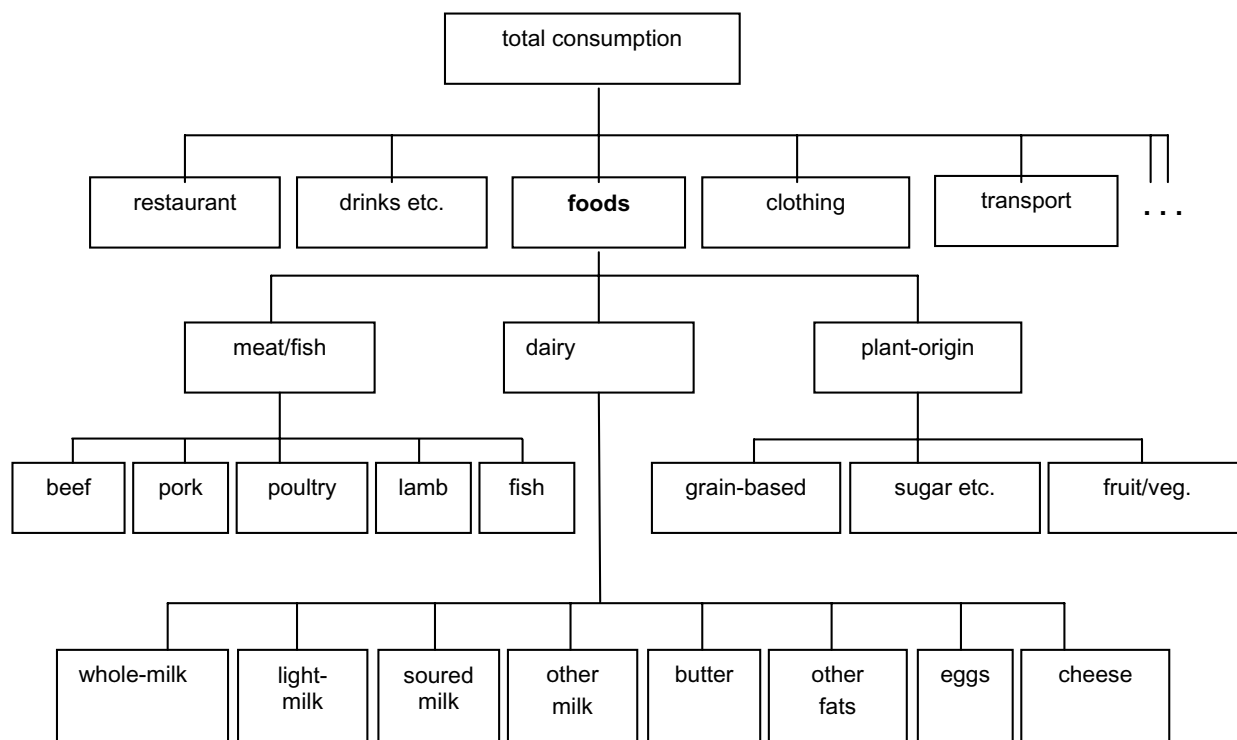 total consumption
restaurant
drinks etc.
foods
clothing
transport
. . .
meat/fish
dairy
plant-origin
beef
pork
poultry
lamb
fish
grain-based
sugar etc.
fruit/veg.
whole-milk
light-
milk
soured
milk
other
milk
butter
other
fats
eggs
cheese